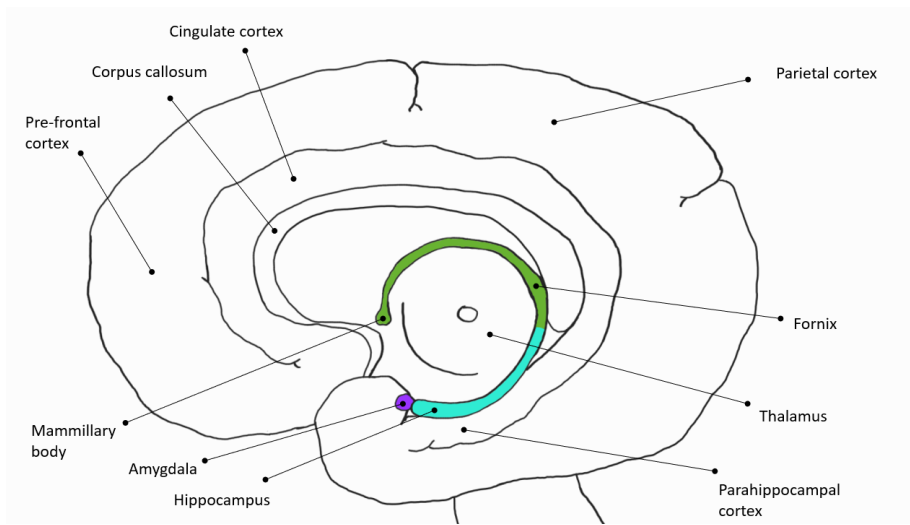 Cingulate cortex
Corpus callosum
Parietal cortex
Pre-frontal
cortex
Fornix
Thalamus
Mammillary
body
Amygdala
Hippocampus
Parahippocampal
cortex